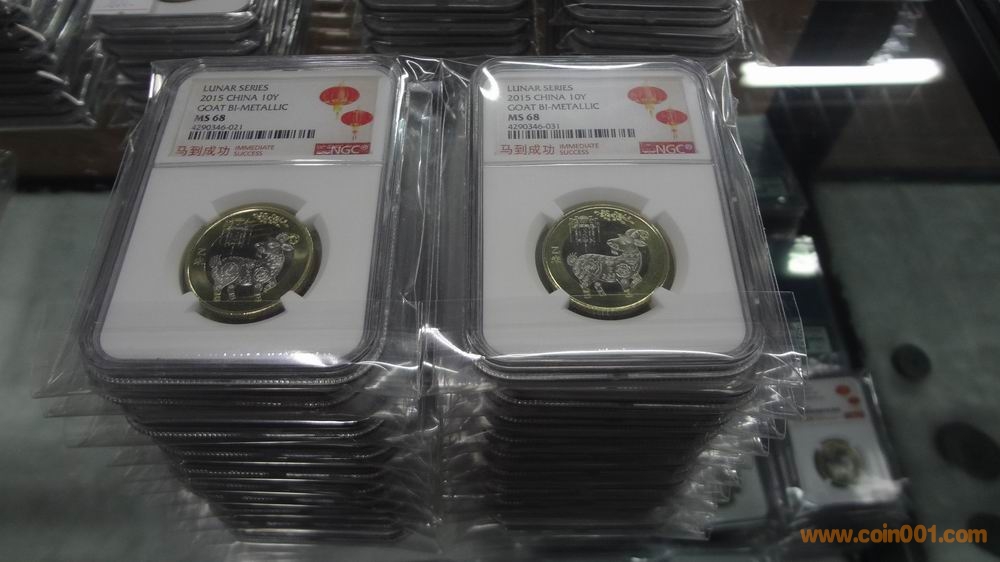 LUNAR SERIES
2015 CHINA 10Y
GOAT BI-METALLIC
MS 68
4290346-021
马到成功 IMMEDIATE SUCCESS
NGC
LUNAR SERIES
2015 CHINA 10Y
GOAT BI-METALLIC
MS 68
4290346-031
马到成功 IMMEDIATE SUCCESS
NGC
www.coin001.com